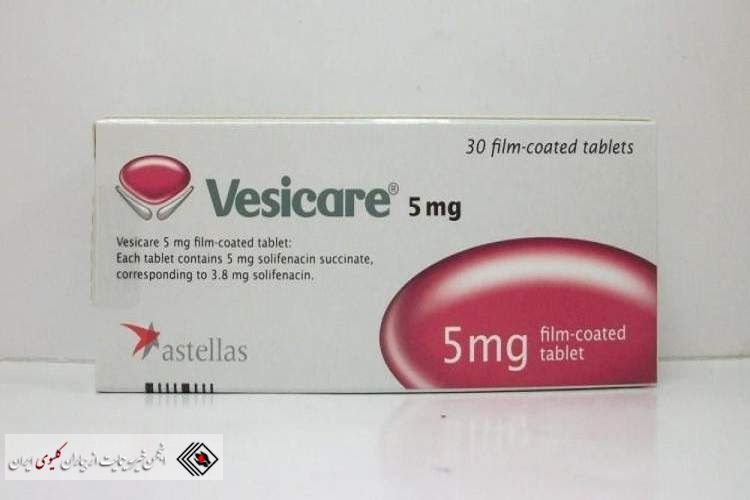 30 film-coated tablets
Vesicare® 5 mg
Vesicare 5 mg film-coated tablet:
Each tablet contains 5 mg solifenacin succinate,
corresponding to 3.8 mg solifenacin.
5mg film-coated
tablet
astellas
انجمن خیریه حمایت از بیماران کلیوی ایران